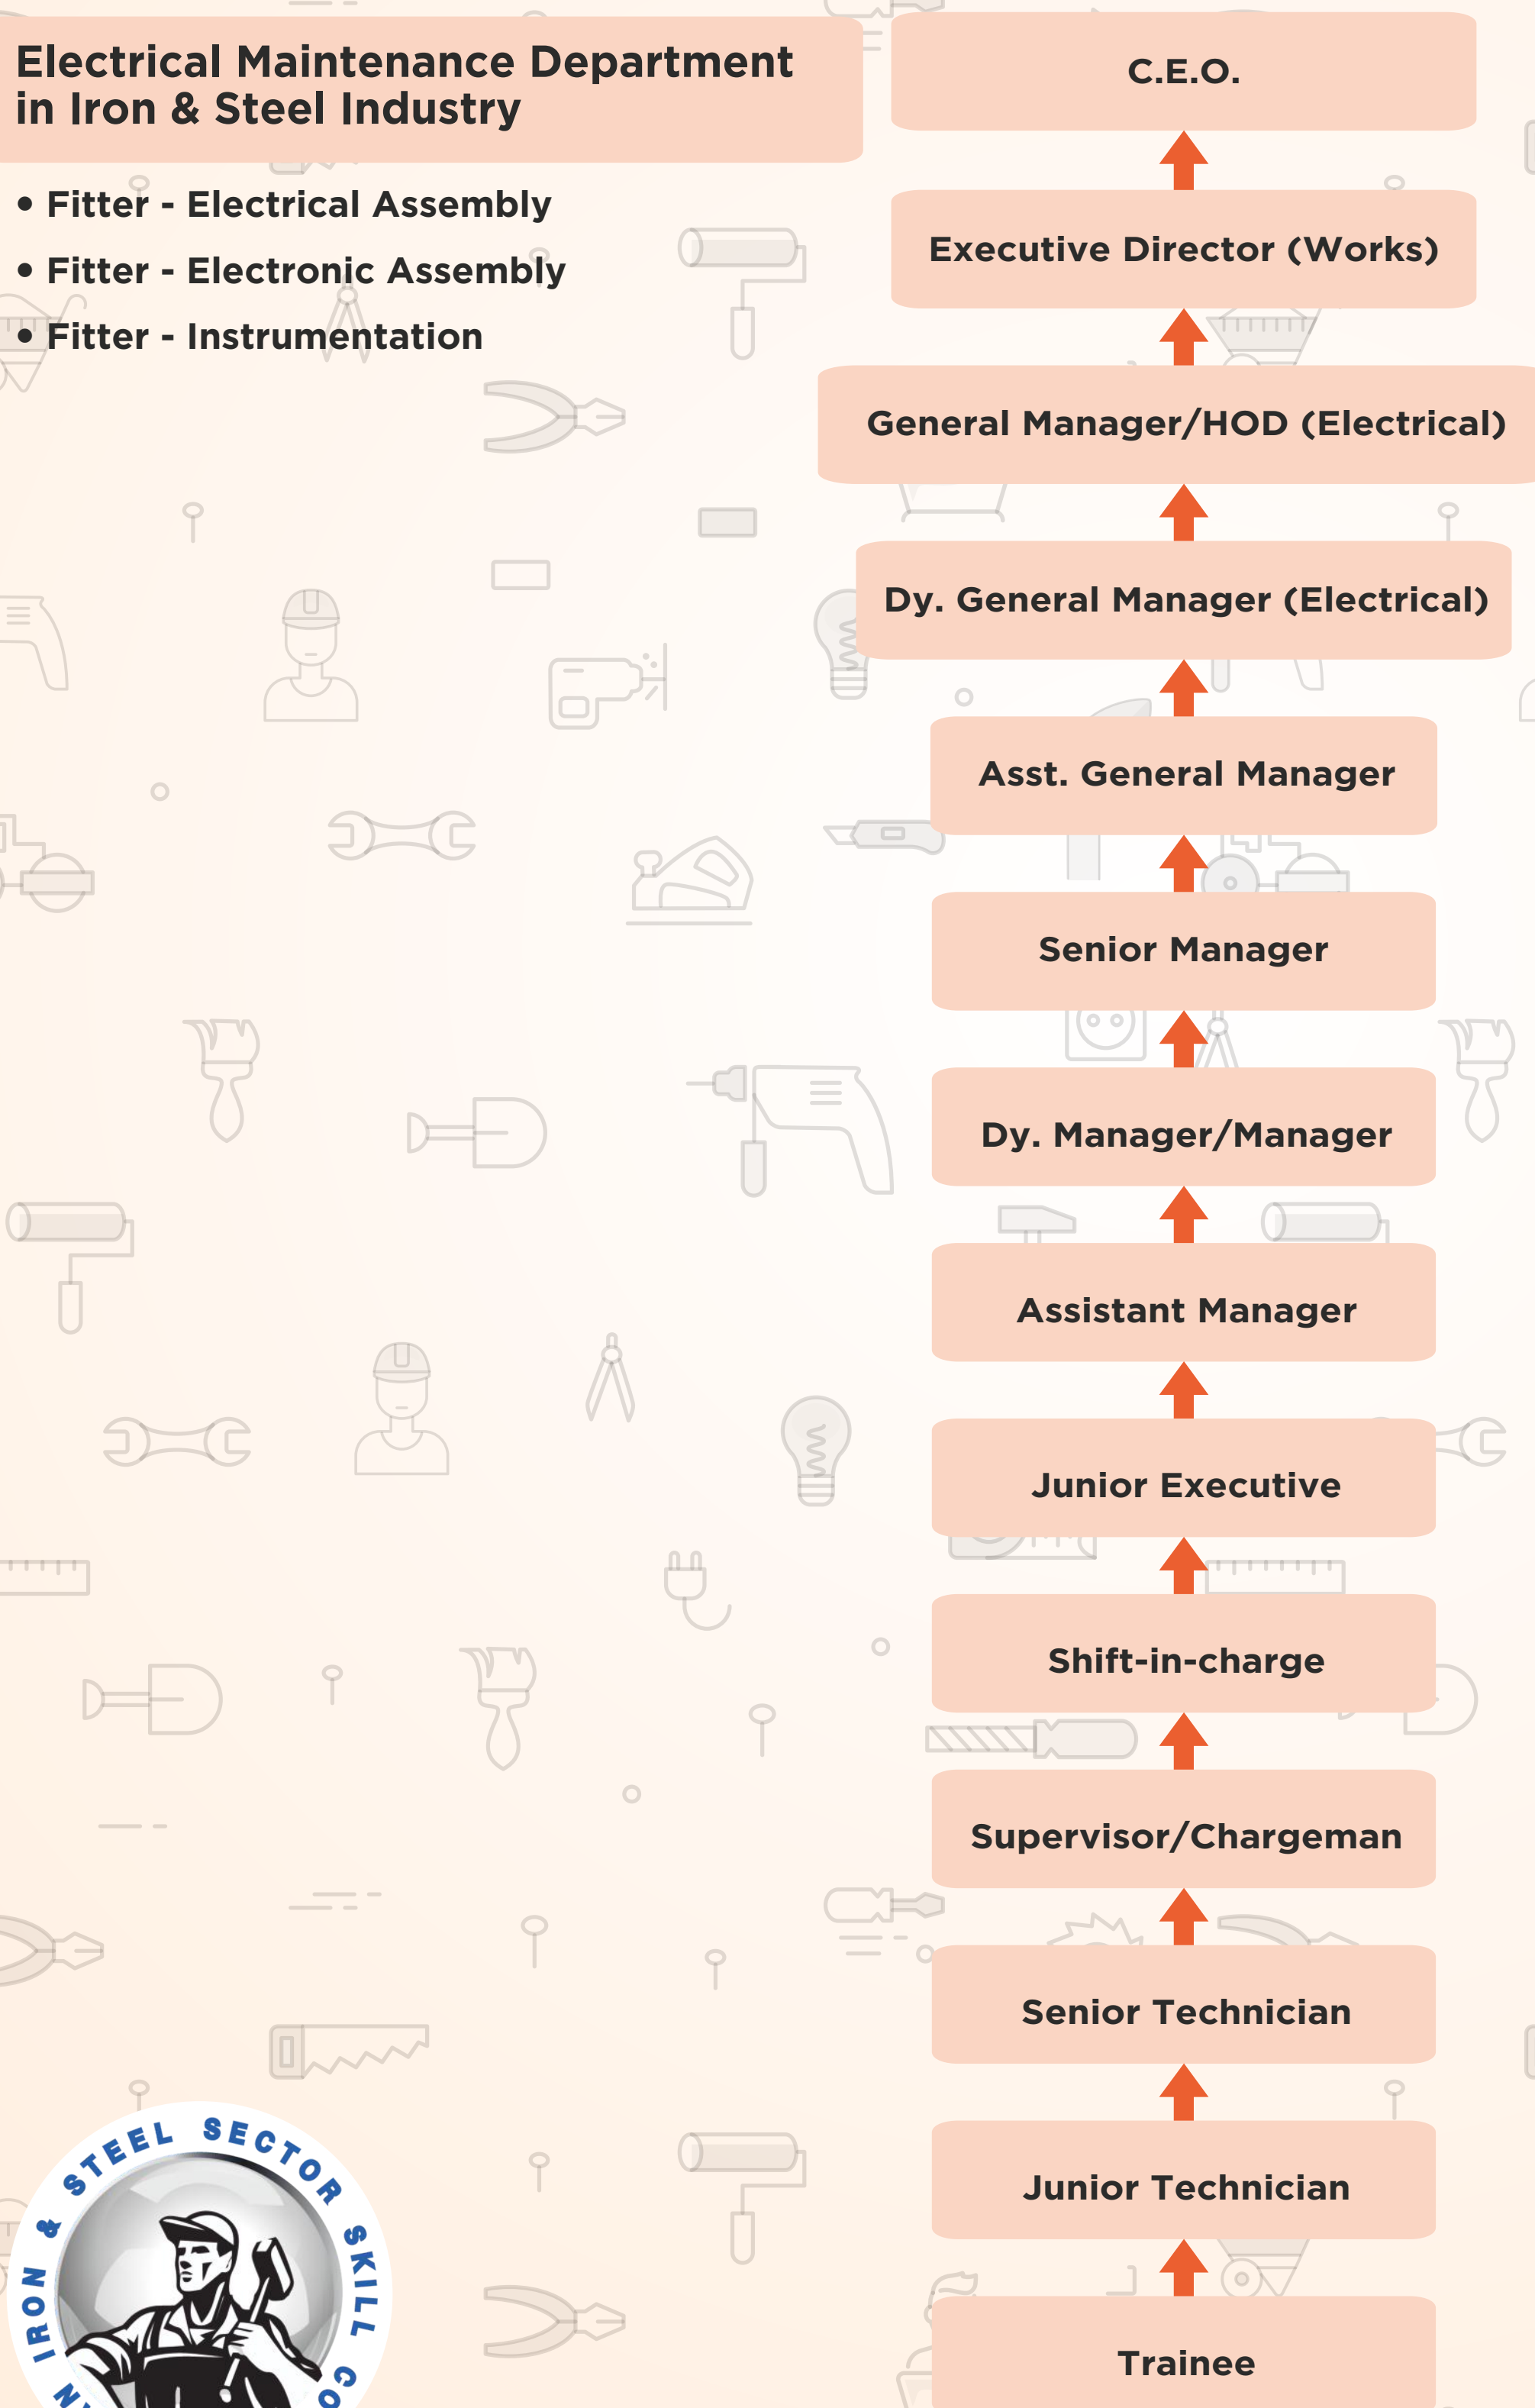 Electrical Maintenance Department
in Iron & Steel Industry
• Fitter - Electrical Assembly
• Fitter - Electronic Assembly
• Fitter - Instrumentation
C.E.O.
Executive Director (Works)
General Manager/HOD (Electrical)
Dy. General Manager (Electrical)
Asst. General Manager
Senior Manager
Dy. Manager/Manager
Assistant Manager
Junior Executive
Shift-in-charge
Supervisor/Chargeman
Senior Technician
Junior Technician
Trainee
IRON & STEEL SECTOR SKILL